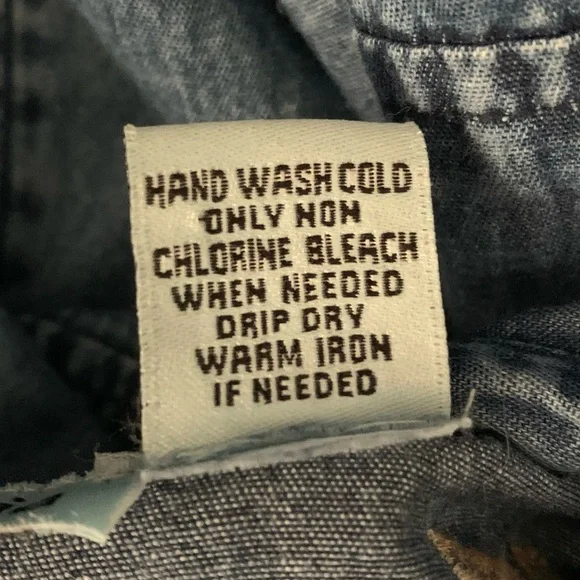 HAND WASH COLD
ONLY NON
CHLORINE BLEACH
WHEN NEEDED
DRIP DRY
WARM IRON
IF NEEDED